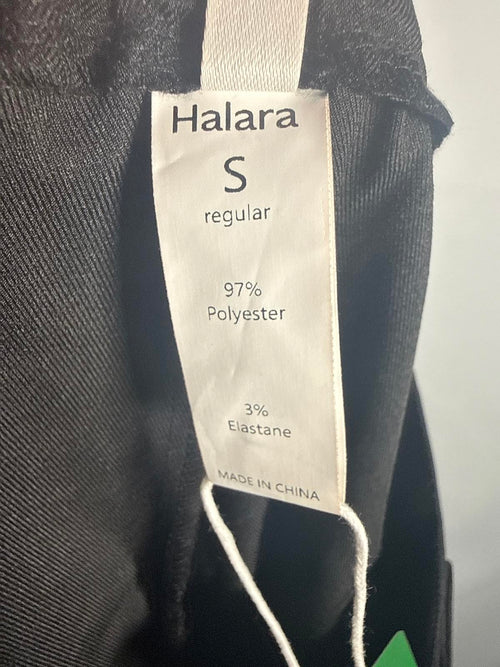 Halara
S
regular
97%
Polyester
3%
Elastane
MADE IN CHINA